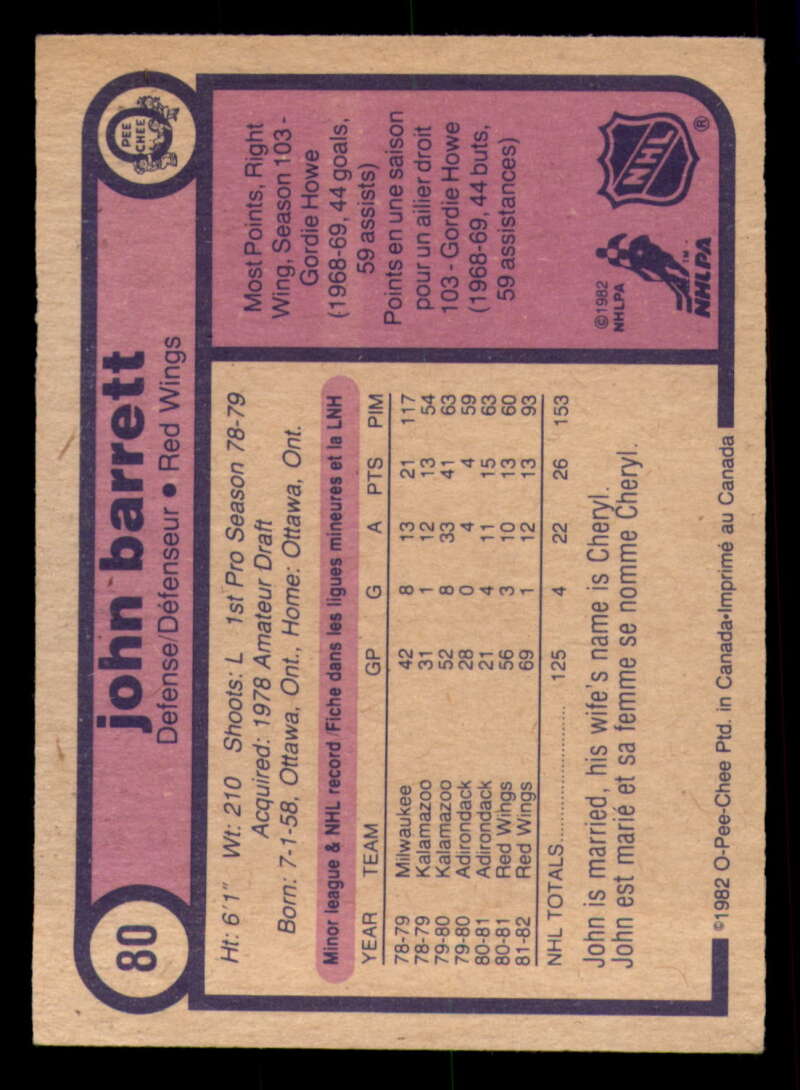 80
john barrett
Defense/Défenseur • Red Wings
O
PEE
CHEE
Ht: 6'1" Wt: 210 Shoots: L 1st Pro Season 78-79
Acquired: 1978 Amateur Draft
Born: 7-1-58, Ottawa, Ont., Home: Ottawa, Ont.
Minor league & NHL record/Fiche dans les ligues mineures et la LNH
YEAR TEAM GP G A PTS PIM
78-79 Milwaukee 42 8 13 21 117
78-79 Kalamazoo 31 1 12 13 54
79-80 Kalamazoo 52 8 33 41 63
79-80 Adirondack 28 0 4 4 59
80-81 Adirondack 21 4 11 15 63
80-81 Red Wings 56 3 10 13 60
81-82 Red Wings 69 1 12 13 93
NHL TOTALS.................... 125 4 22 26 153
John is married, his wife's name is Cheryl.
John est marié et sa femme se nomme Cheryl.
Most Points, Right
Wing, Season 103 -
Gordie Howe
(1968-69, 44 goals,
59 assists)
Points en une saison
pour un ailier droit
103 - Gordie Howe
(1968-69, 44 buts,
59 assistances)
©1982
NHLPA
NHLPA
TM
NHL
®
©1982 O-Pee-Chee Ptd. in Canada•Imprimé au Canada